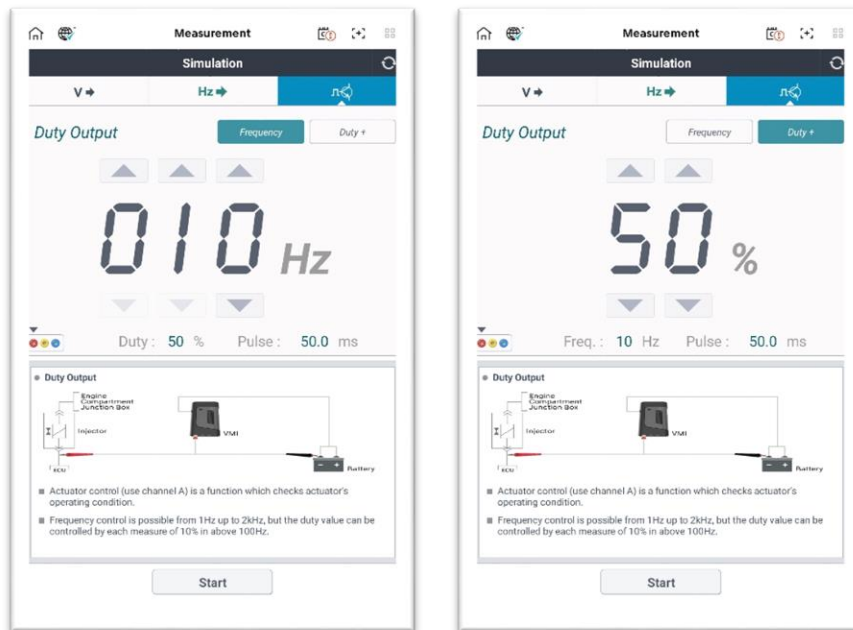 Measurement
Simulation
V
Hz
Duty Output
Frequency
Duty +
010 Hz
Duty : 50 % Pulse : 50.0 ms
Duty Output
Engine
Compartment
Junction Box
Injector
VMI
ECU
Battery
Actuator control (use channel A) is a function which checks actuator's
operating condition.
Frequency control is possible from 1Hz up to 2kHz, but the duty value can be
controlled by each measure of 10% in above 100Hz.
Start
Measurement
Simulation
V
Hz
Duty Output
Frequency
Duty +
50 %
Freq. : 10 Hz Pulse : 50.0 ms
Duty Output
Engine
Compartment
Junction Box
Injector
VMI
ECU
Battery
Actuator control (use channel A) is a function which checks actuator's
operating condition.
Frequency control is possible from 1Hz up to 2kHz, but the duty value can be
controlled by each measure of 10% in above 100Hz.
Start